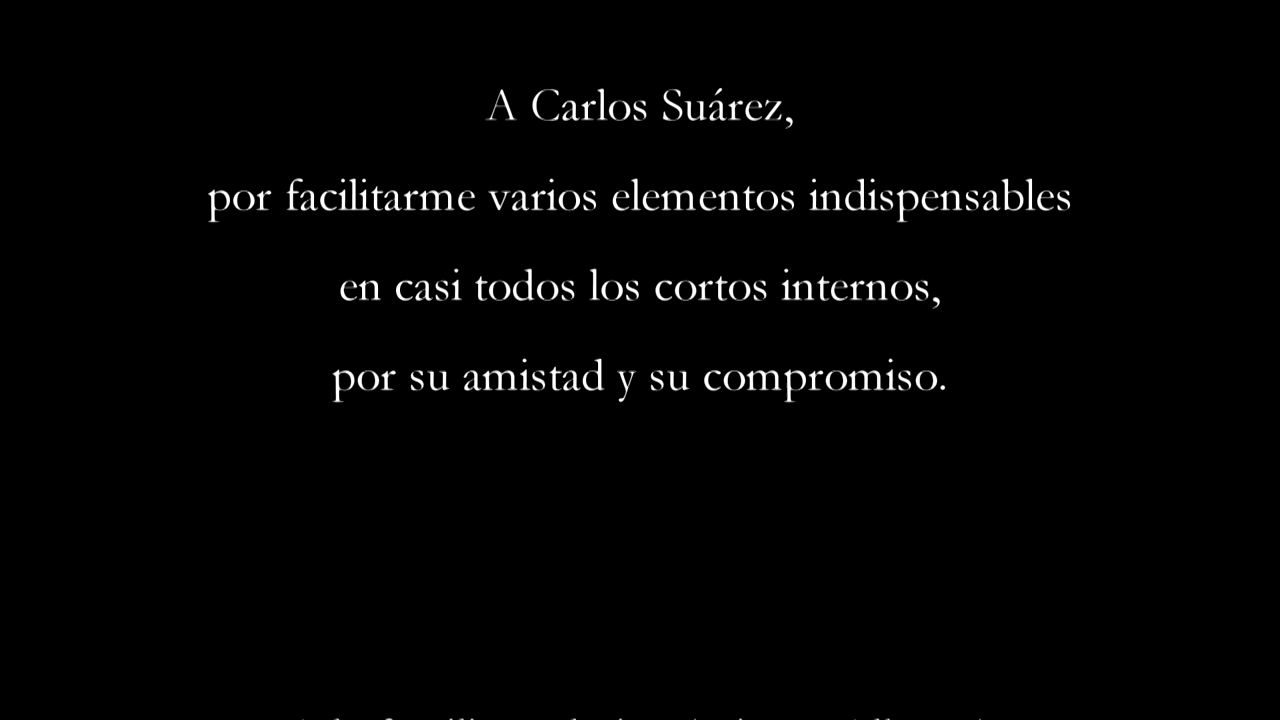 A Carlos Suárez,
por facilitarme varios elementos indispensables
en casi todos los cortos internos,
por su amistad y su compromiso.